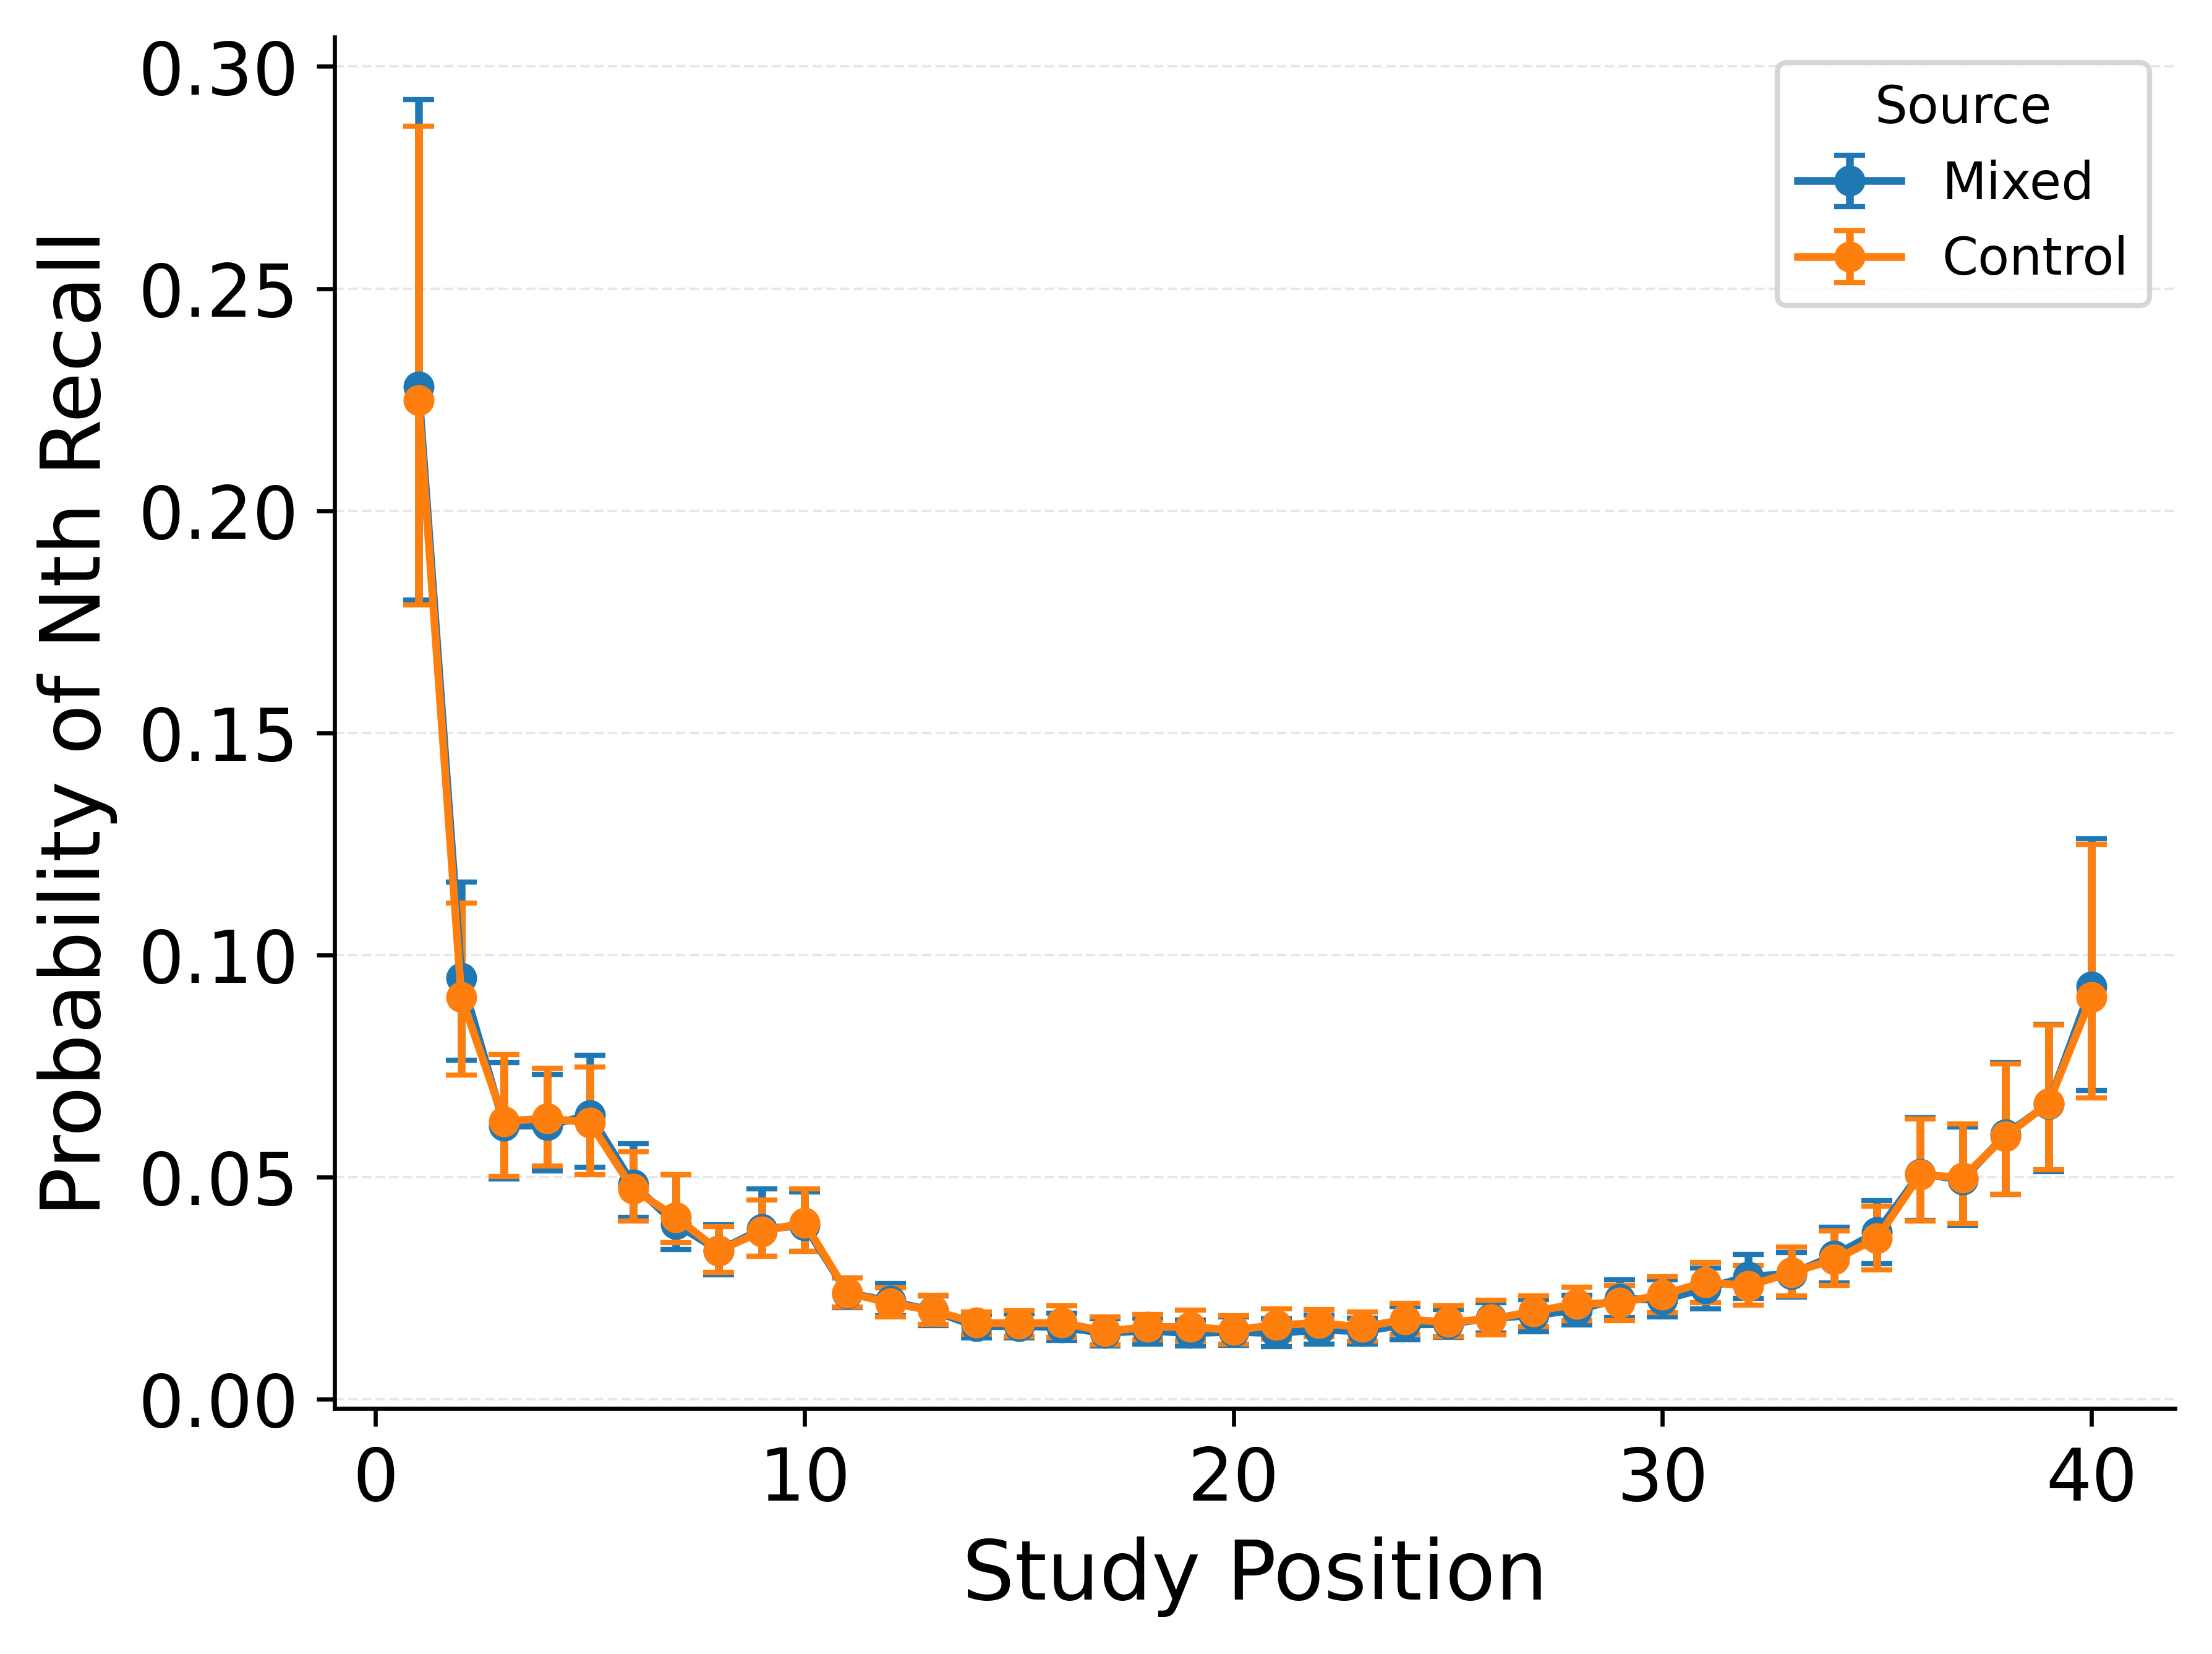 Probability of Nth Recall
0.30
0.25
0.20
0.15
0.10
0.05
0.00
0 10 20 30 40
Study Position
Source
Mixed
Control